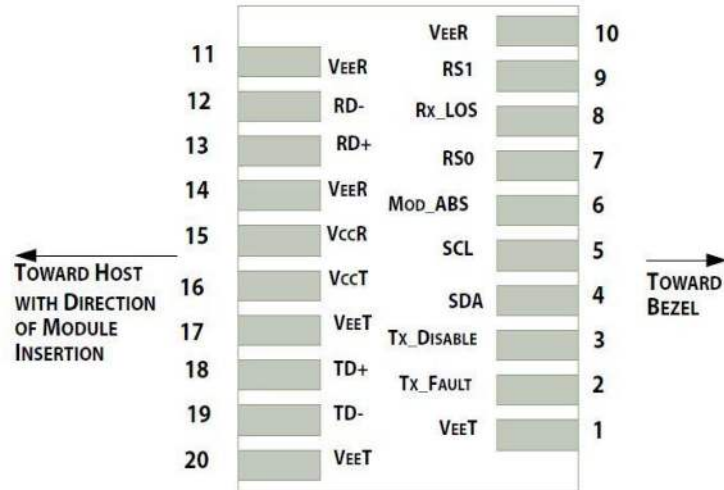 11 VEER
12 RD-
13 RD+
14 VEER
15 VCCR
16 VCCT
17 VEET
18 TD+
19 TD-
20 VEET
TOWARD HOST
WITH DIRECTION
OF MODULE
INSERTION
VEER 10
RS1 9
RX_LOS 8
RS0 7
MOD_ABS 6
SCL 5
SDA 4
TX_DISABLE 3
TX_FAULT 2
VEET 1
TOWARD
BEZEL